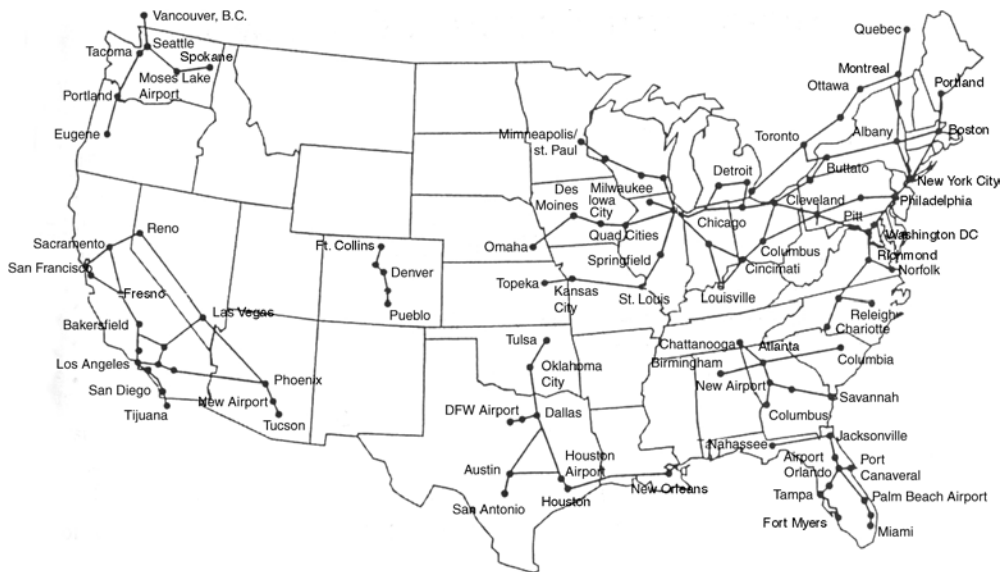 Vancouver, B.C.
Seattle
Tacoma
Spokane
Moses Lake
Airport
Portland
Eugene
Quebec
Montreal
Ottawa
Portland
Toronto
Albany
Boston
Buttato
New York City
Mimneapolis/
st. Paul
Detroit
Milwaukee
Des
Moines
Iowa
City
Chicago
Cleveland
Philadelphia
Pitt
Washington DC
Omaha
Quad Cities
Columbus
Richmond
Springfield
Cincimati
Norfolk
Topeka
Kansas
City
St. Louis
Louisville
Releigh
Chariotte
Reno
Sacramento
San Francisco
Fresno
Ft. Collins
Denver
Pueblo
Bakersfield
Las Vegas
Los Angeles
San Diego
Tijuana
Phoenix
New Airport
Tucson
Tulsa
Oklahoma
City
DFW Airport
Dallas
Austin
San Antonio
Houston
Airport
Houston
New Orleans
Chattanooga
Atlanta
Birmingham
Columbia
New Airport
Savannah
Columbus
Nahassee
Jacksonville
Airport
Orlando
Port
Canaveral
Tampa
Palm Beach Airport
Fort Myers
Miami